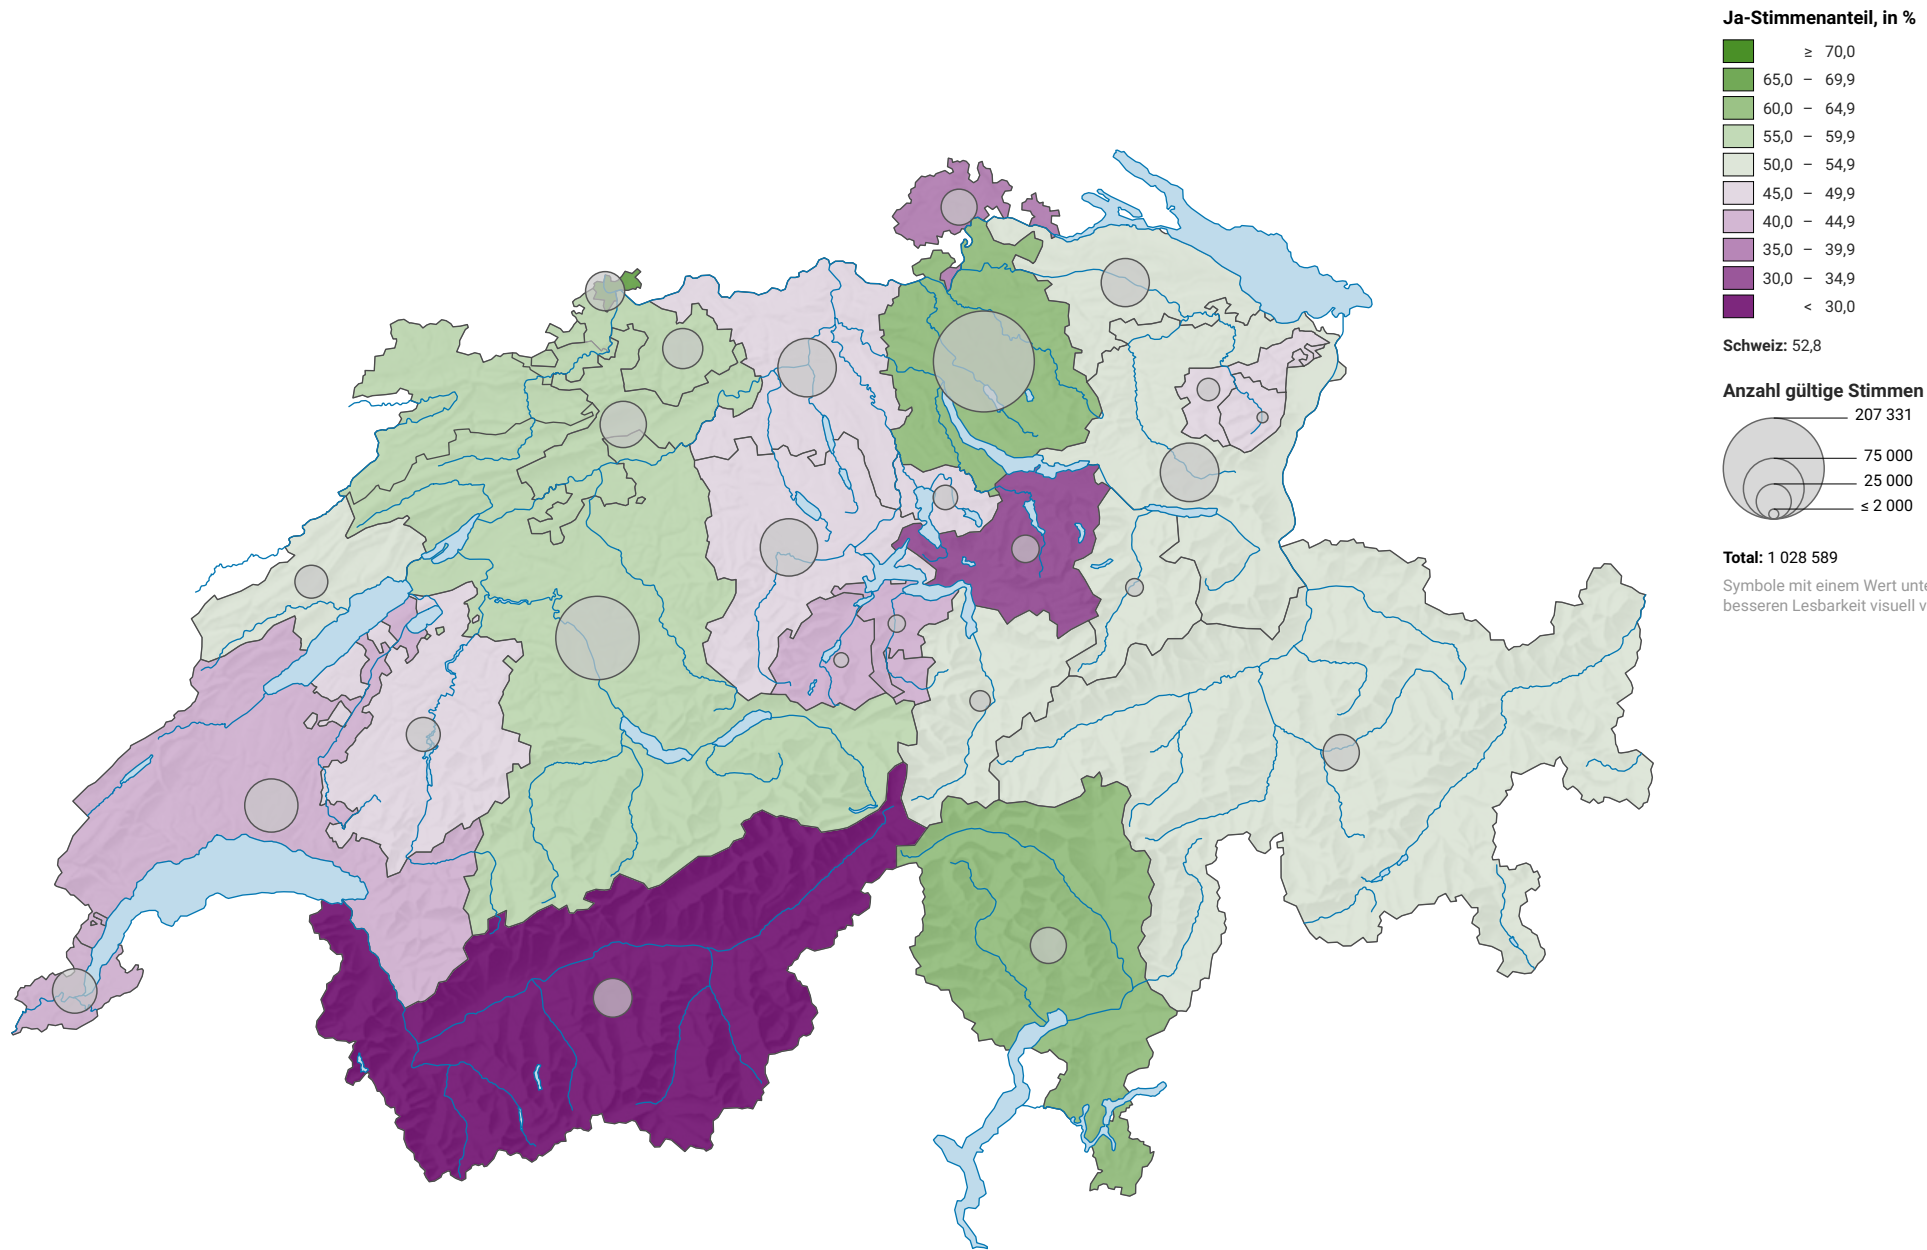 Ja-Stimmenanteil, in %
≥ 70,0
65,0 – 69,9
60,0 – 64,9
55,0 – 59,9
50,0 – 54,9
45,0 – 49,9
40,0 – 44,9
35,0 – 39,9
30,0 – 34,9
< 30,0
Schweiz: 52,8
Anzahl gültige Stimmen
207 331
75 000
25 000
≤ 2 000
Total: 1 028 589
Symbole mit einem Wert unte
besseren Lesbarkeit visuell v